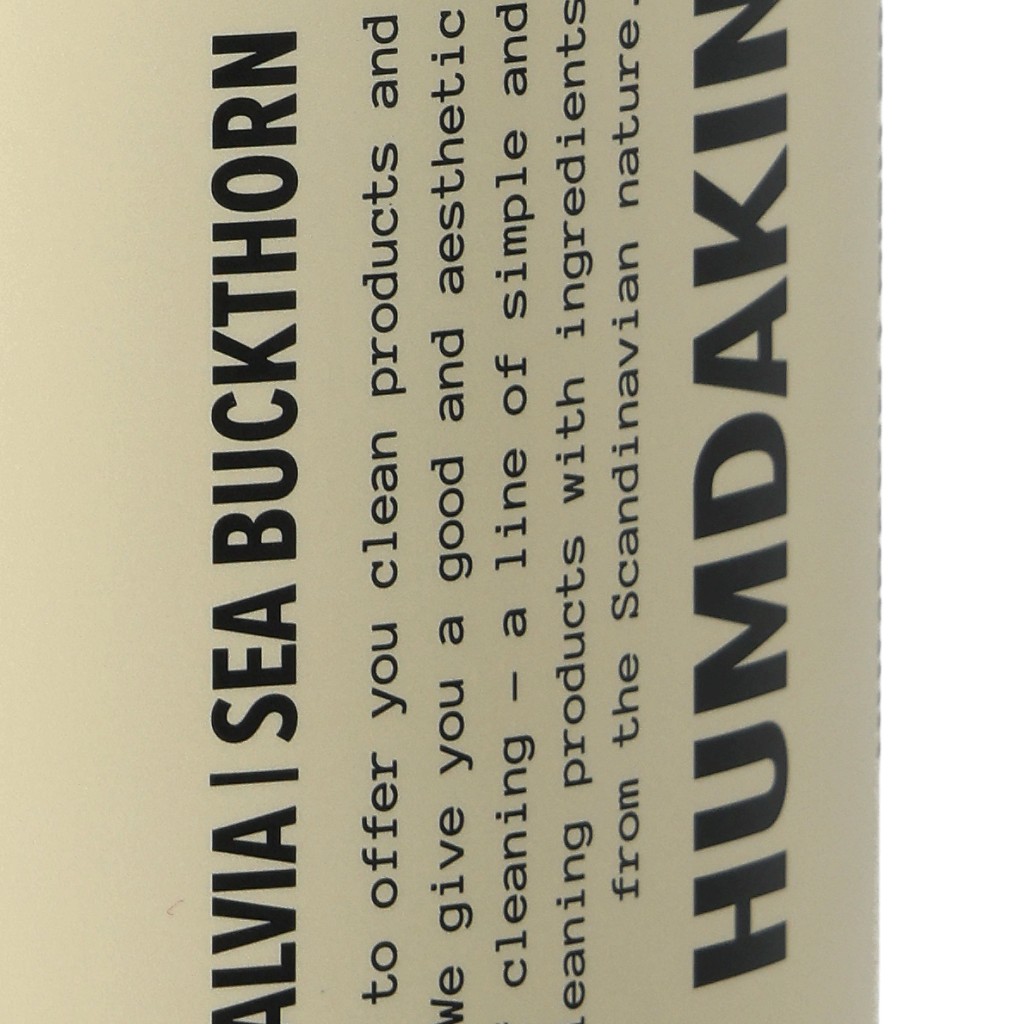 ALVIA | SEA BUCKTHORN
to offer you clean products and
We give you a good and aesthetic
cleaning – a line of simple and
leaning products with ingredients
from the Scandinavian nature.
HUMDAKIN